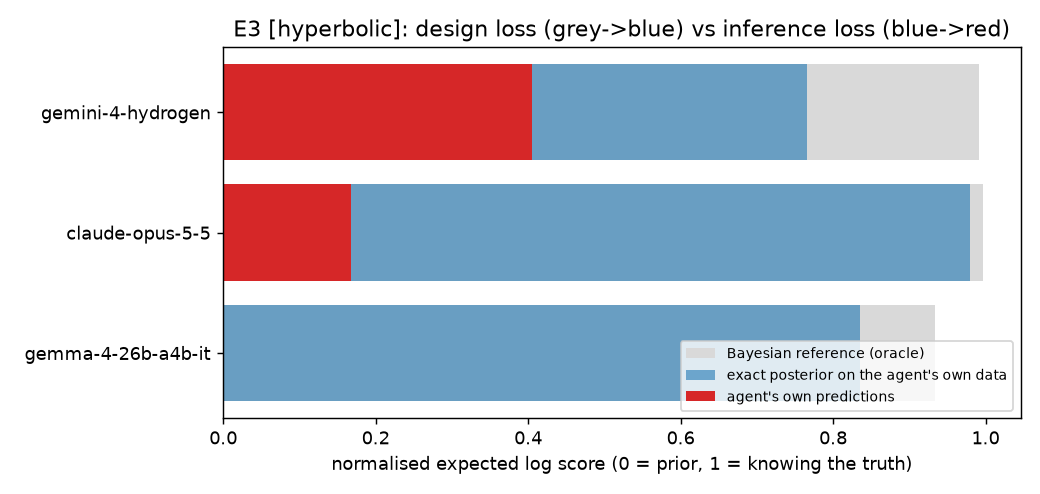 E3 [hyperbolic]: design loss (grey->blue) vs inference loss (blue->red)
gemini-4-hydrogen
claude-opus-5-5
gemma-4-26b-a4b-it
Bayesian reference (oracle)
exact posterior on the agent's own data
agent's own predictions
0.0 0.2 0.4 0.6 0.8 1.0
normalised expected log score (0 = prior, 1 = knowing the truth)